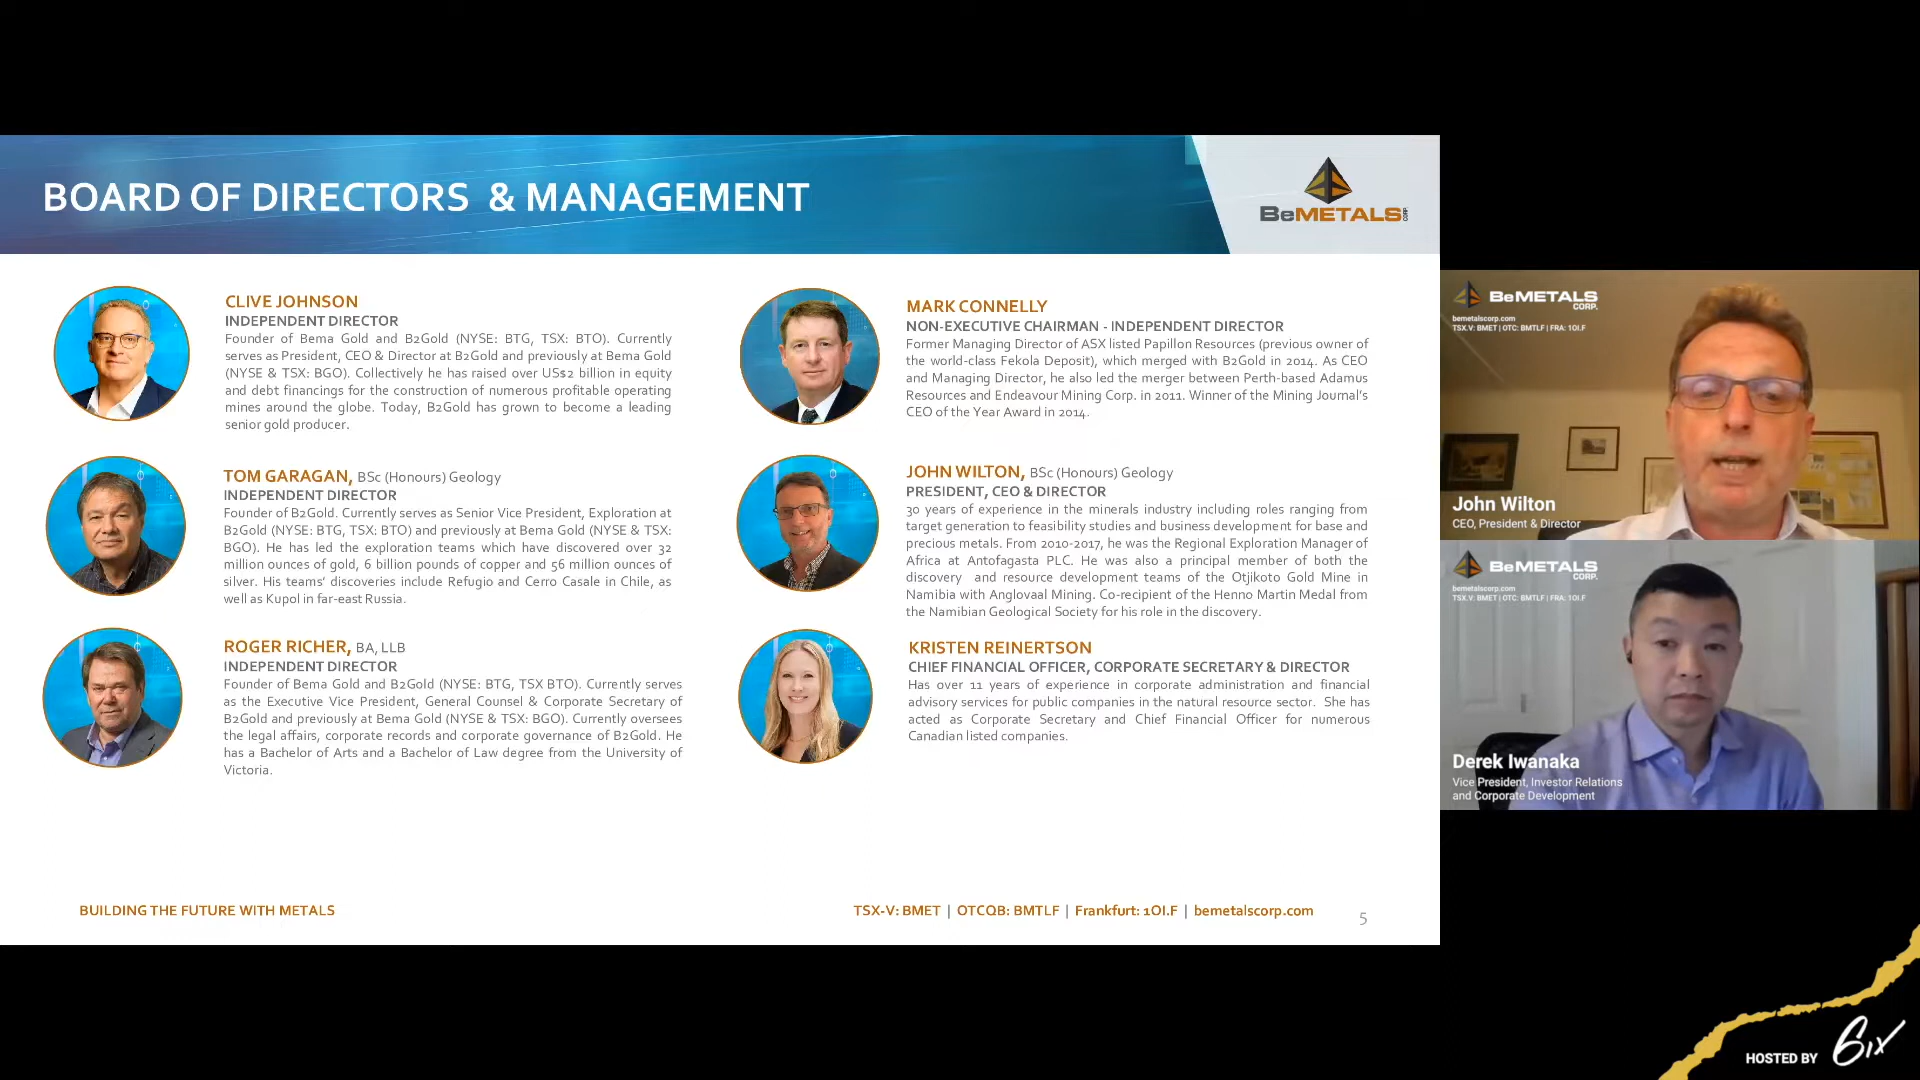 BOARD OF DIRECTORS & MANAGEMENT
BeMETALS CORP.
CLIVE JOHNSON
INDEPENDENT DIRECTOR
Founder of Bema Gold and B2Gold (NYSE: BTG, TSX: BTO). Currently
serves as President, CEO & Director at B2Gold and previously at Bema Gold
(NYSE & TSX: BGO). Collectively he has raised over US$2 billion in equity
and debt financings for the construction of numerous profitable operating
mines around the globe. Today, B2Gold has grown to become a leading
senior gold producer.
TOM GARAGAN, BSc (Honours) Geology
INDEPENDENT DIRECTOR
Founder of B2Gold. Currently serves as Senior Vice President, Exploration at
B2Gold (NYSE: BTG, TSX: BTO) and previously at Bema Gold (NYSE & TSX:
BGO). He has led the exploration teams which have discovered over 32
million ounces of gold, 6 billion pounds of copper and 56 million ounces of
silver. His teams' discoveries include Refugio and Cerro Casale in Chile, as
well as Kupol in far-east Russia.
ROGER RICHER, BA, LLB
INDEPENDENT DIRECTOR
Founder of Bema Gold and B2Gold (NYSE: BTG, TSX BTO). Currently serves
as the Executive Vice President, General Counsel & Corporate Secretary of
B2Gold and previously at Bema Gold (NYSE & TSX: BGO). Currently oversees
the legal affairs, corporate records and corporate governance of B2Gold. He
has a Bachelor of Arts and a Bachelor of Law degree from the University of
Victoria.
MARK CONNELLY
NON-EXECUTIVE CHAIRMAN - INDEPENDENT DIRECTOR
Former Managing Director of ASX listed Papillon Resources (previous owner of
the world-class Fekola Deposit), which merged with B2Gold in 2014. As CEO
and Managing Director, he also led the merger between Perth-based Adamus
Resources and Endeavour Mining Corp. in 2011. Winner of the Mining Journal's
CEO of the Year Award in 2014.
JOHN WILTON, BSc (Honours) Geology
PRESIDENT, CEO & DIRECTOR
30 years of experience in the minerals industry including roles ranging from
target generation to feasibility studies and business development for base and
precious metals. From 2010-2017, he was the Regional Exploration Manager of
Africa at Antofagasta PLC. He was also a principal member of both the
discovery and resource development teams of the Otjikoto Gold Mine in
Namibia with Anglovaal Mining. Co-recipient of the Henno Martin Medal from
the Namibian Geological Society for his role in the discovery.
KRISTEN REINERTSON
CHIEF FINANCIAL OFFICER, CORPORATE SECRETARY & DIRECTOR
Has over 11 years of experience in corporate administration and financial
advisory services for public companies in the natural resource sector. She has
acted as Corporate Secretary and Chief Financial Officer for numerous
Canadian listed companies.
BUILDING THE FUTURE WITH METALS
TSX-V: BMET | OTCQB: BMTLF | Frankfurt: 1OI.F | bemetalscorp.com
5
BeMETALS CORP.
bemetalscorp.com
TSX.V: BMET | OTC: BMTLF | FRA: 1OI.F
John Wilton
CEO, President & Director
BeMETALS CORP.
bemetalscorp.com
TSX.V: BMET | OTC: BMTLF | FRA: 1OI.F
Derek Iwanaka
Vice President, Investor Relations
and Corporate Development
HOSTED BY 6ix